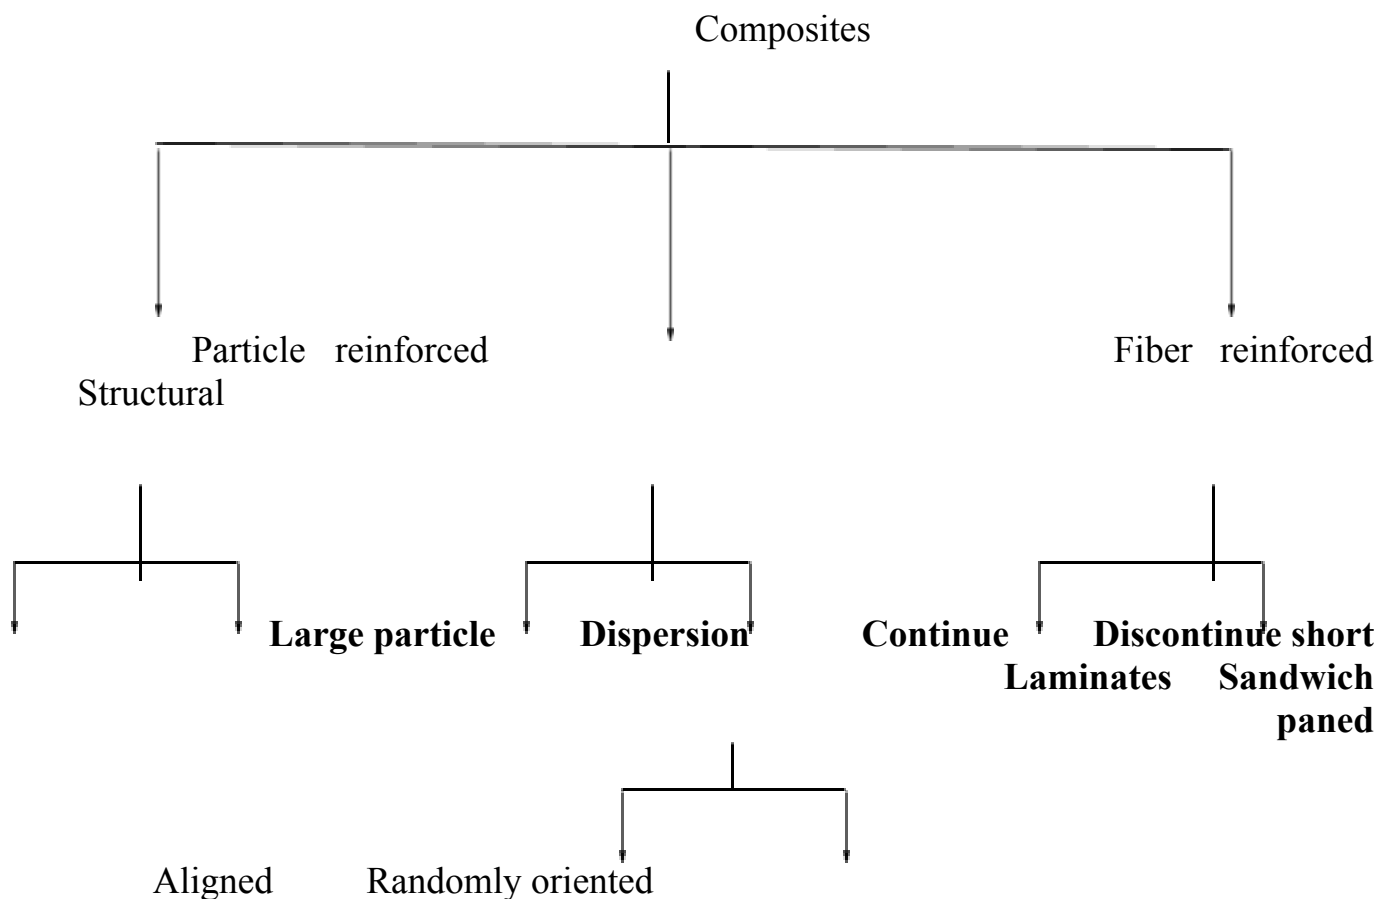 Composites
Particle reinforced Fiber reinforced
Structural
Large particle Dispersion Continue Discontinue short
Laminates Sandwich
paned
Aligned Randomly oriented